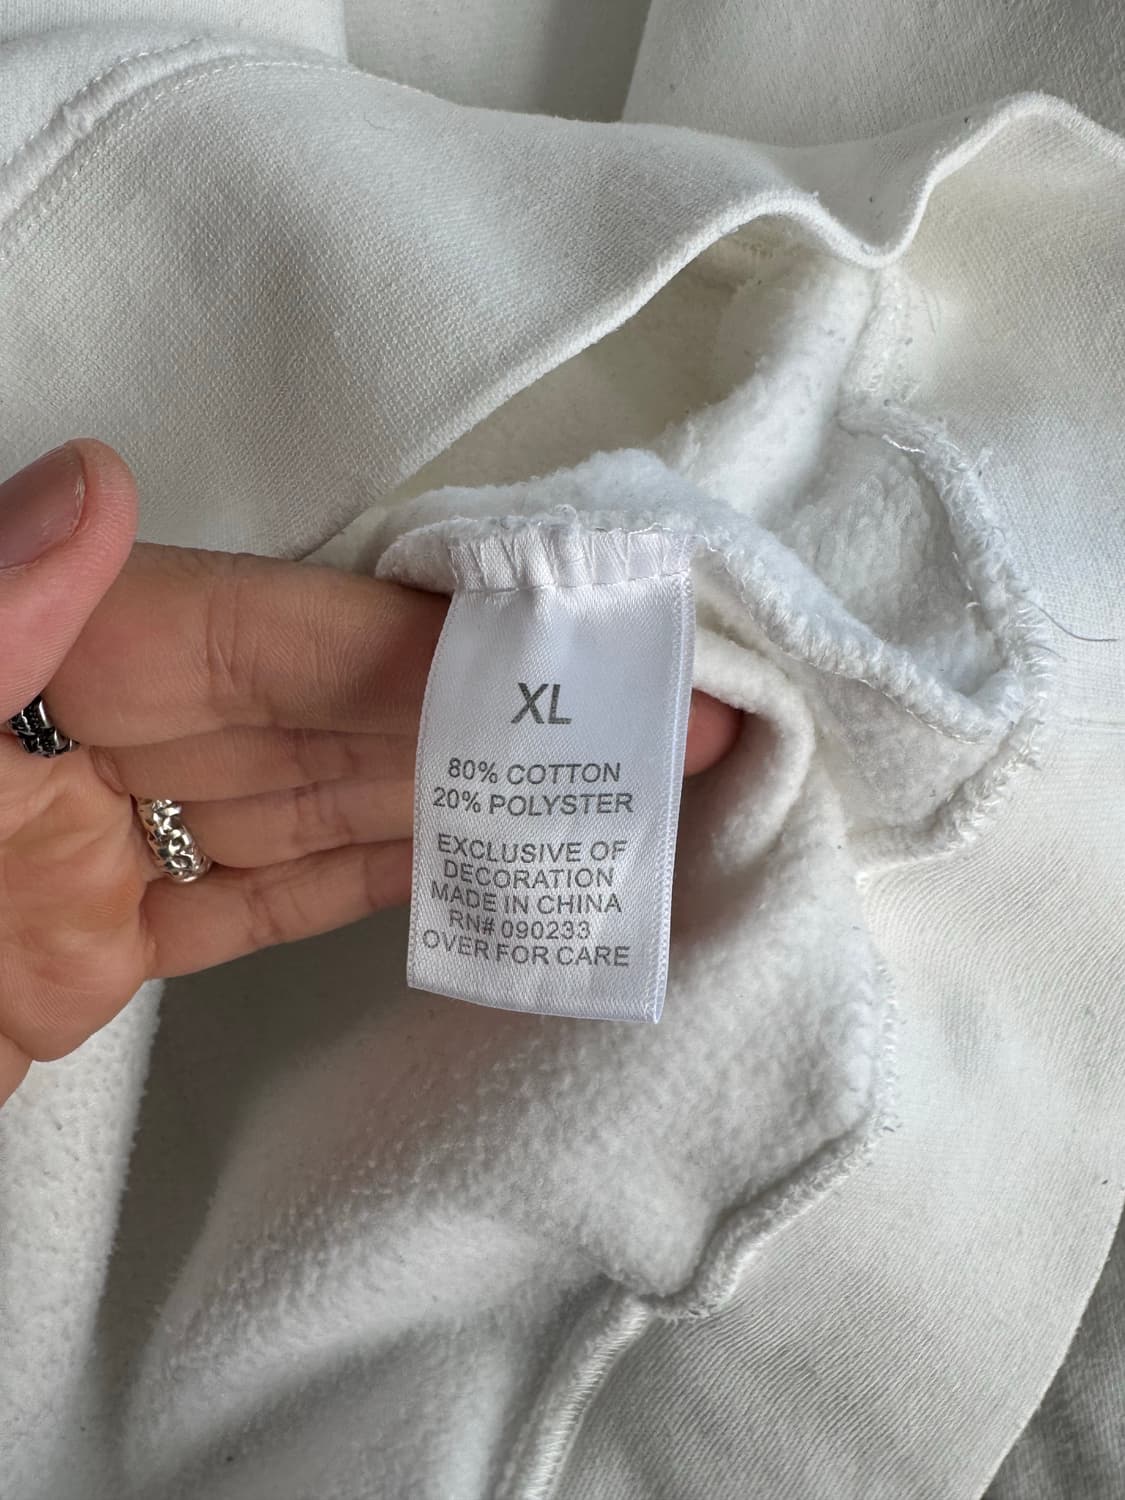 XL
80% COTTON
20% POLYSTER
EXCLUSIVE OF
DECORATION
MADE IN CHINA
RN# 090233
OVER FOR CARE